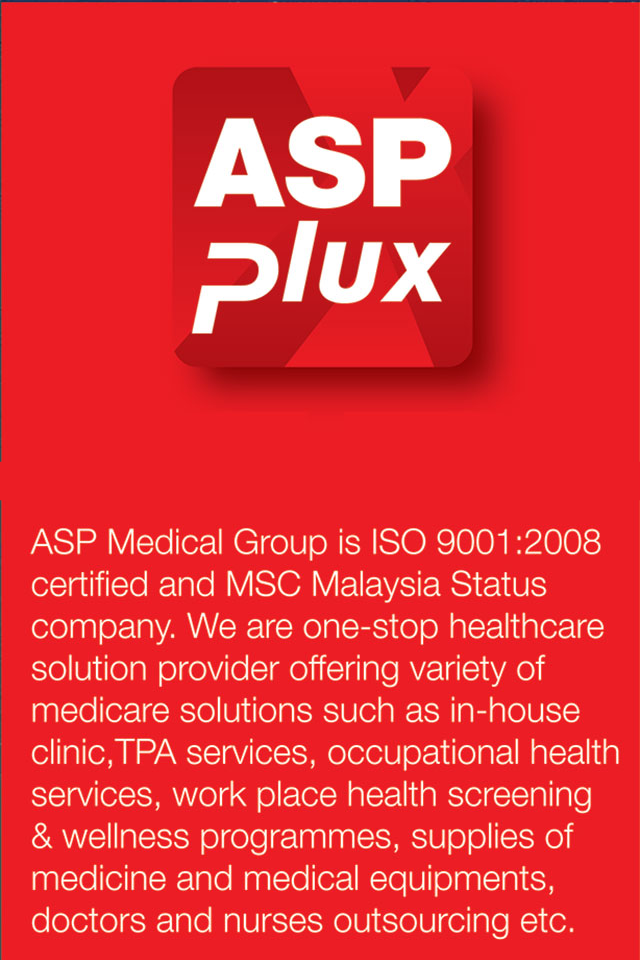 ASP
plux
ASP Medical Group is ISO 9001:2008
certified and MSC Malaysia Status
company. We are one-stop healthcare
solution provider offering variety of
medicare solutions such as in-house
clinic,TPA services, occupational health
services, work place health screening
& wellness programmes, supplies of
medicine and medical equipments,
doctors and nurses outsourcing etc.